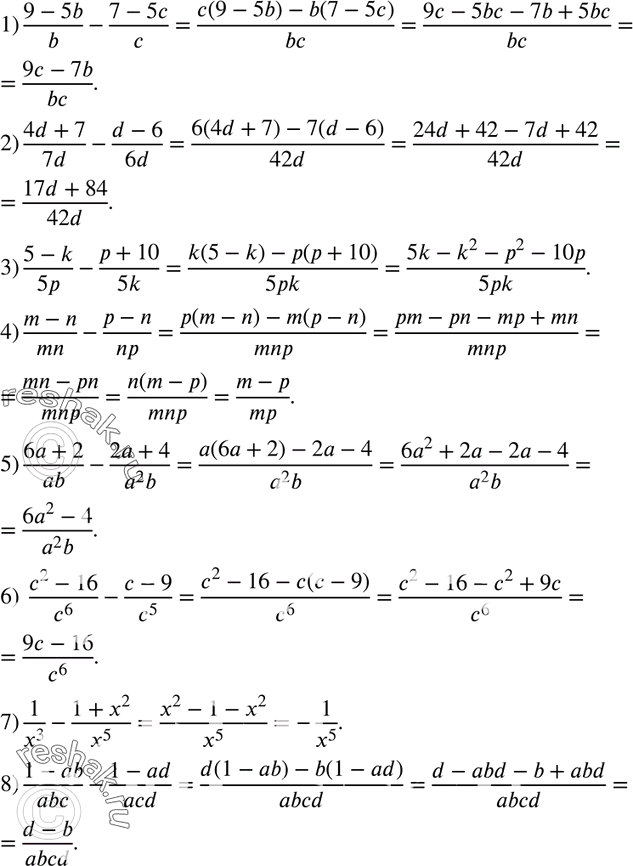 1) (9 − 5b)/b − (7 − 5c)/c = (c(9 − 5b) − b(7 − 5c))/bc = (9c − 5bc − 7b + 5bc)/bc =
= (9c − 7b)/bc.
2) (4d + 7)/7d − (d − 6)/6d = (6(4d + 7) − 7(d − 6))/42d = (24d + 42 − 7d + 42)/42d =
= (17d + 84)/42d.
3) (5 − k)/5p − (p + 10)/5k = (k(5 − k) − p(p + 10))/5pk = (5k − k² − p² − 10p)/5pk.
4) (m − n)/mn − (p − n)/np = (p(m − n) − m(p − n))/mnp = (pm − pn − mp + mn)/mnp =
= (mn − pn)/mnp = n(m − p)/mnp = (m − p)/mp.
5) (6a + 2)/ab − (2a + 4)/a²b = (a(6a + 2) − 2a − 4)/a²b = (6a² + 2a − 2a − 4)/a²b =
= (6a² − 4)/a²b.
6) (c² − 16)/c⁶ − (c − 9)/c⁵ = (c² − 16 − c(c − 9))/c⁶ = (c² − 16 − c² + 9c)/c⁶ =
= (9c − 16)/c⁶.
7) 1/x³ − (1 + x²)/x⁵ = (x² − 1 − x²)/x⁵ = −1/x⁵.
8) (1 − ab)/abc − (1 − ad)/acd = (d(1 − ab) − b(1 − ad))/abcd = (d − abd − b + abd)/abcd =
= (d − b)/abcd.
reshak.ru
reshak.ru